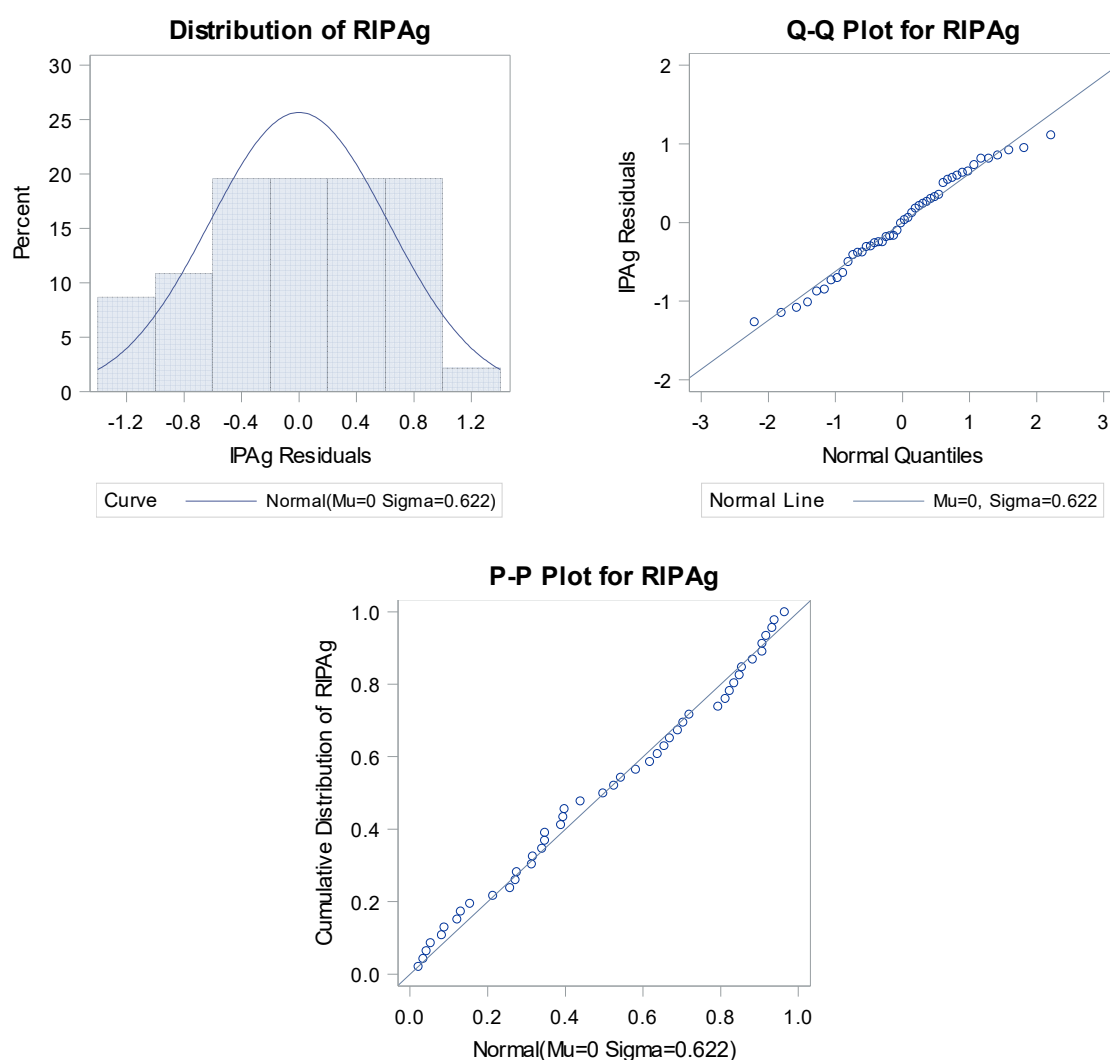 Distribution of RIPAg
30
25
20
15
10
5
0
Percent
-1.2 -0.8 -0.4 0.0 0.4 0.8 1.2
IPAg Residuals
Curve Normal(Mu=0 Sigma=0.622)
Q-Q Plot for RIPAg
2
1
0
-1
-2
IPAg Residuals
-3 -2 -1 0 1 2 3
Normal Quantiles
Normal Line Mu=0, Sigma=0.622
P-P Plot for RIPAg
1.0
0.8
0.6
0.4
0.2
0.0
Cumulative Distribution of RIPAg
0.0 0.2 0.4 0.6 0.8 1.0
Normal(Mu=0 Sigma=0.622)